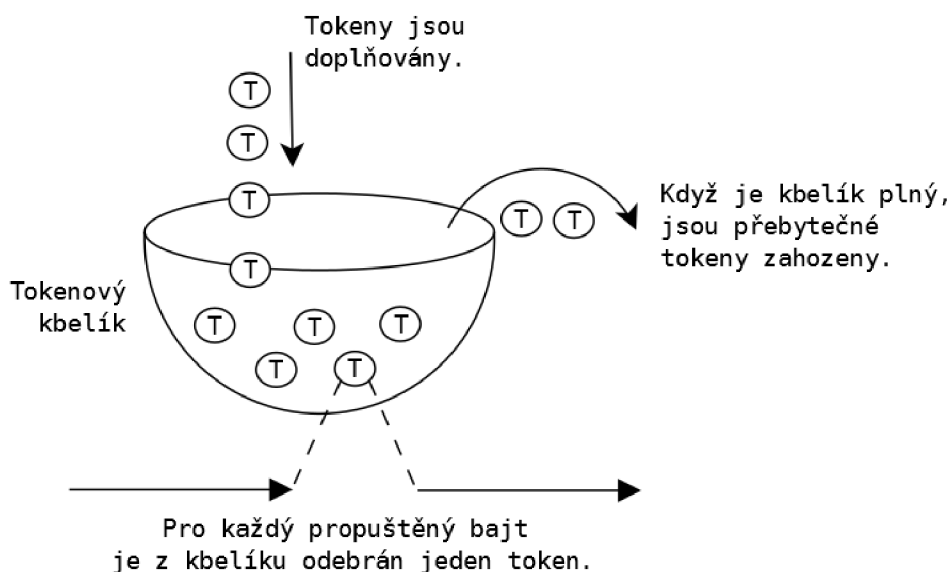 Tokeny jsou
doplňovány.
T
T
T
T
T
T
Když je kbelík plný,
jsou přebytečné
tokeny zahozeny.
Tokenový
kbelík
T
T
T
T
T
Pro každý propuštěný bajt
je z kbelíku odebrán jeden token.